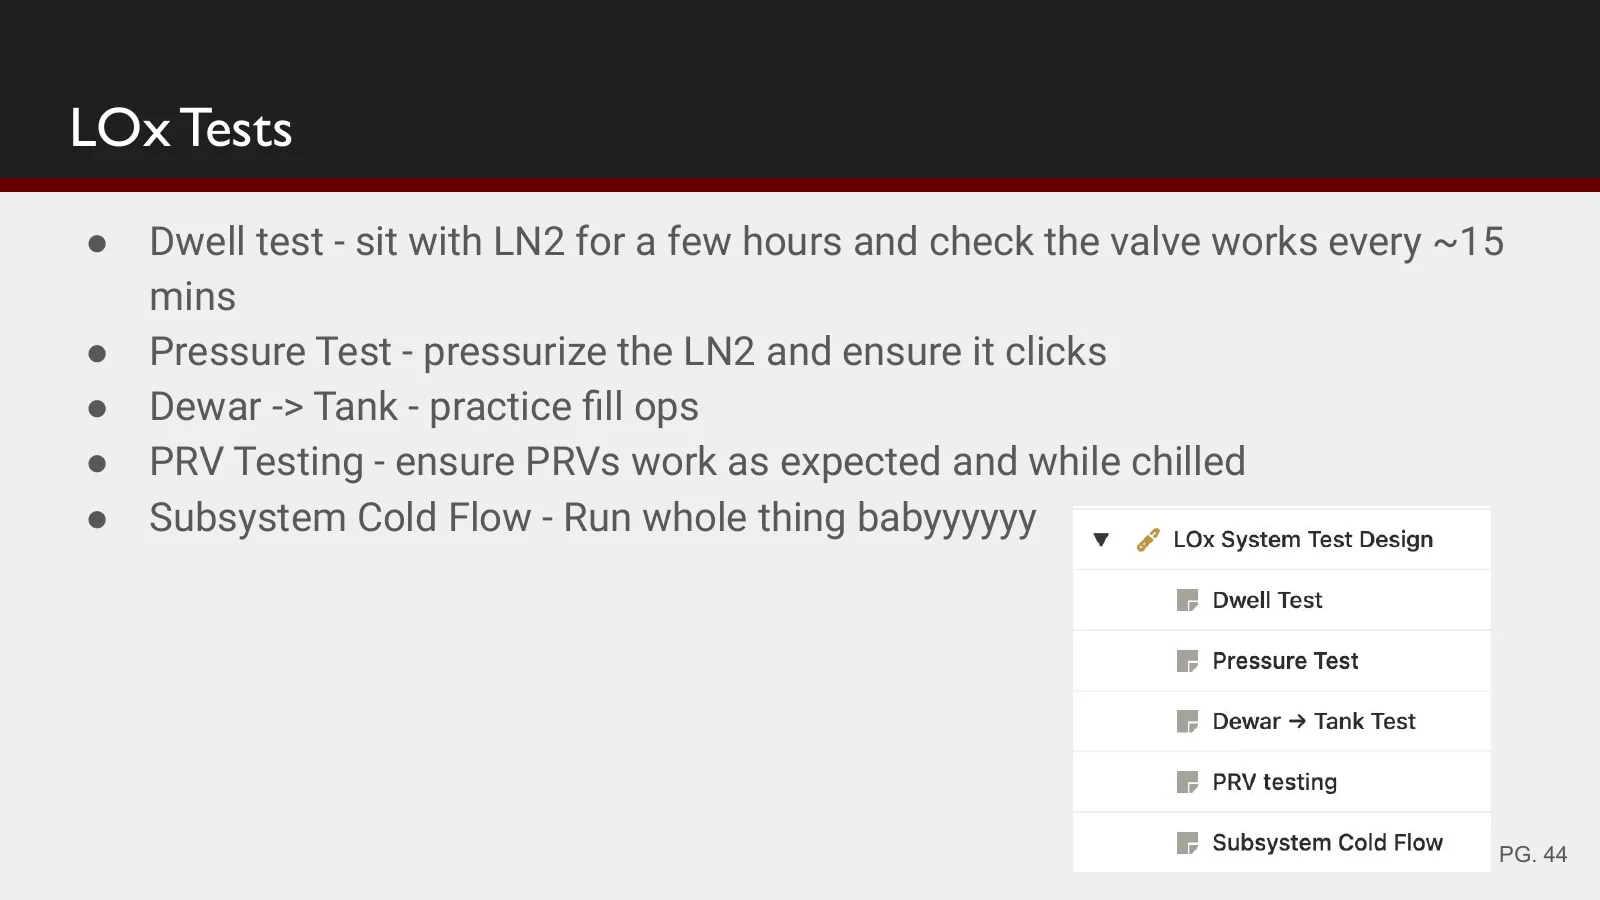 LOx Tests
● Dwell test - sit with LN2 for a few hours and check the valve works every ~15
mins
● Pressure Test - pressurize the LN2 and ensure it clicks
● Dewar -> Tank - practice fill ops
● PRV Testing - ensure PRVs work as expected and while chilled
● Subsystem Cold Flow - Run whole thing babyyyyyy
LOx System Test Design
Dwell Test
Pressure Test
Dewar → Tank Test
PRV testing
Subsystem Cold Flow
PG. 44